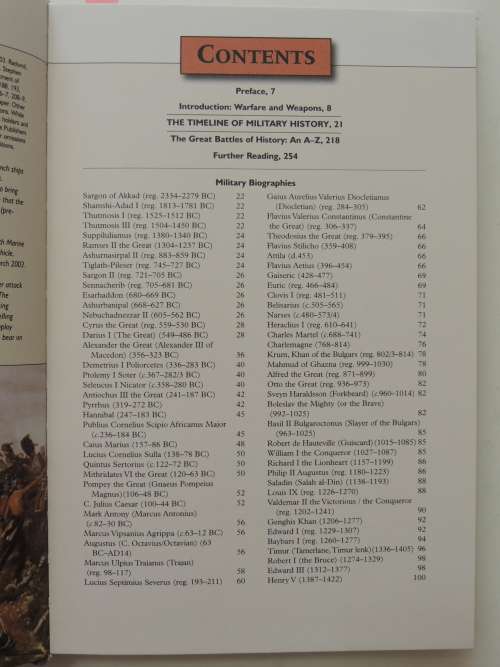 CONTENTS
Preface, 7
Introduction: Warfare and Weapons, 8
THE TIMELINE OF MILITARY HISTORY, 21
The Great Battles of History: An A–Z, 218
Further Reading, 254
Military Biographies
Sargon of Akkad (reg. 2334–2279 BC) 22
Shamshi-Adad I (reg. 1813–1781 BC) 22
Thutmosis I (reg. 1525–1512 BC) 22
Thutmosis III (reg. 1504–1450 BC) 22
Suppiluliumus (reg. 1380–1340 BC) 24
Ramses II the Great (1304–1237 BC) 24
Ashurnasirpal II (reg. 883–859 BC) 24
Tiglath-Pileser (reg. 745–727 BC) 24
Sargon II (reg. 721–705 BC) 26
Sennacherib (reg. 705–681 BC) 26
Esarhaddon (680–669 BC) 26
Ashurbanipal (668–627 BC) 26
Nebuchadnezzar II (605–562 BC) 26
Cyrus the Great (reg. 559–530 BC) 28
Darius I (The Great) (549–486 BC) 28
Alexander the Great (Alexander III of
Macedon) (356–323 BC) 36
Demetrius I Poliorcetes (336–283 BC) 40
Ptolemy I Soter (c.367–282/3 BC) 40
Seleucus I Nicator (c.358–280 BC) 40
Antiochus III the Great (241–187 BC) 42
Pyrrhus (319–272 BC) 42
Hannibal (247–183 BC) 45
Publius Cornelius Scipio Africanus Major
(c.236–184 BC) 45
Caius Marius (157–86 BC) 48
Lucius Cornelius Sulla (138–78 BC) 50
Quintus Sertorius (c.122–72 BC) 50
Mithridates VI the Great (120–63 BC) 50
Pompey the Great (Gnaeus Pompeius
Magnus)(106–48 BC) 52
C. Julius Caesar (100–44 BC) 52
Mark Antony (Marcus Antonius)
(c.82–30 BC) 56
Marcus Vipsanius Agrippa (c.63–12 BC) 56
Augustus (C. Octavus/Octavian) (63
BC–AD14) 56
Marcus Ulpius Traianus (Trajan)
(reg. 98–117) 58
Lucius Septimius Severus (reg. 193–211) 60
Gaius Aurelius Valerius Diocletianus
(Diocletian) (reg. 284–305) 62
Flavius Valerius Constantinus (Constantine
the Great) (reg. 306–337) 64
Theodosius the Great (reg. 379–395) 66
Flavius Stilicho (359–408) 66
Attila (d.453) 66
Flavius Aetius (396–454) 66
Gaiseric (428–477) 69
Euric (reg. 466–484) 69
Clovis I (reg. 481–511) 71
Belisarius (c.505–565) 71
Narses (c.480–573/4) 71
Heraclius I (reg. 610–641) 72
Charles Martel (c.688–741) 74
Charlemagne (768–814) 76
Krum, Khan of the Bulgars (reg. 802/3–814) 78
Mahmud of Ghazna (reg. 999–1030) 78
Alfred the Great (reg. 871–899) 80
Otto the Great (reg. 936–973) 82
Sveyn Haraldsson (Forkbeard) (c.960–1014) 82
Boleslav the Mighty (or the Brave)
(992–1025) 82
Basil II Bulgaroctonus (Slayer of the Bulgars)
(963–1025) 85
Robert de Hauteville (Guiscard) (1015–1085) 85
William I the Conqueror (1027–1087) 85
Richard I the Lionheart (1157–1199) 86
Philip II Augustus (reg. 1180–1223) 86
Saladin (Salah al-Din) (1138–1193) 88
Louis IX (reg. 1226–1270) 88
Valdemar II the Victorious / the Conqueror
(reg. 1202–1241) 90
Genghis Khan (1206–1227) 92
Edward I (reg. 1229–1307) 92
Baybars I (reg. 1260–1277) 94
Timur (Tamerlane, Timur lenk)(1336–1405) 96
Robert I (the Bruce) (1274–1329) 98
Edward III (1312–1377) 98
Henry V (1387–1422) 100